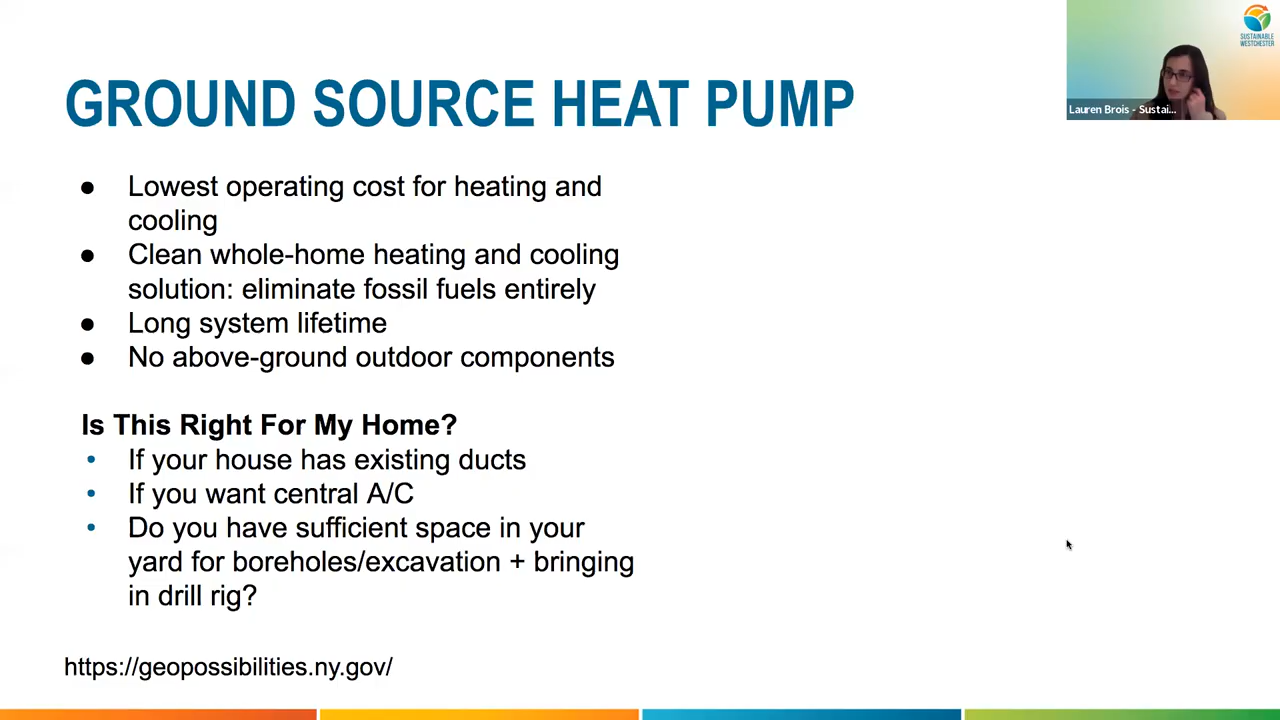 SUSTAINABLE
WESTCHESTER
Lauren Brois - Sustai...
GROUND SOURCE HEAT PUMP
● Lowest operating cost for heating and
cooling
● Clean whole-home heating and cooling
solution: eliminate fossil fuels entirely
● Long system lifetime
● No above-ground outdoor components
Is This Right For My Home?
• If your house has existing ducts
• If you want central A/C
• Do you have sufficient space in your
yard for boreholes/excavation + bringing
in drill rig?
https://geopossibilities.ny.gov/